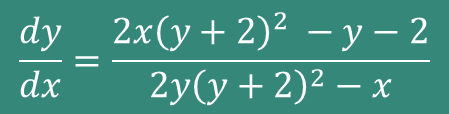 dy/dx = (2x(y + 2)² − y − 2)/(2y(y + 2)² − x)